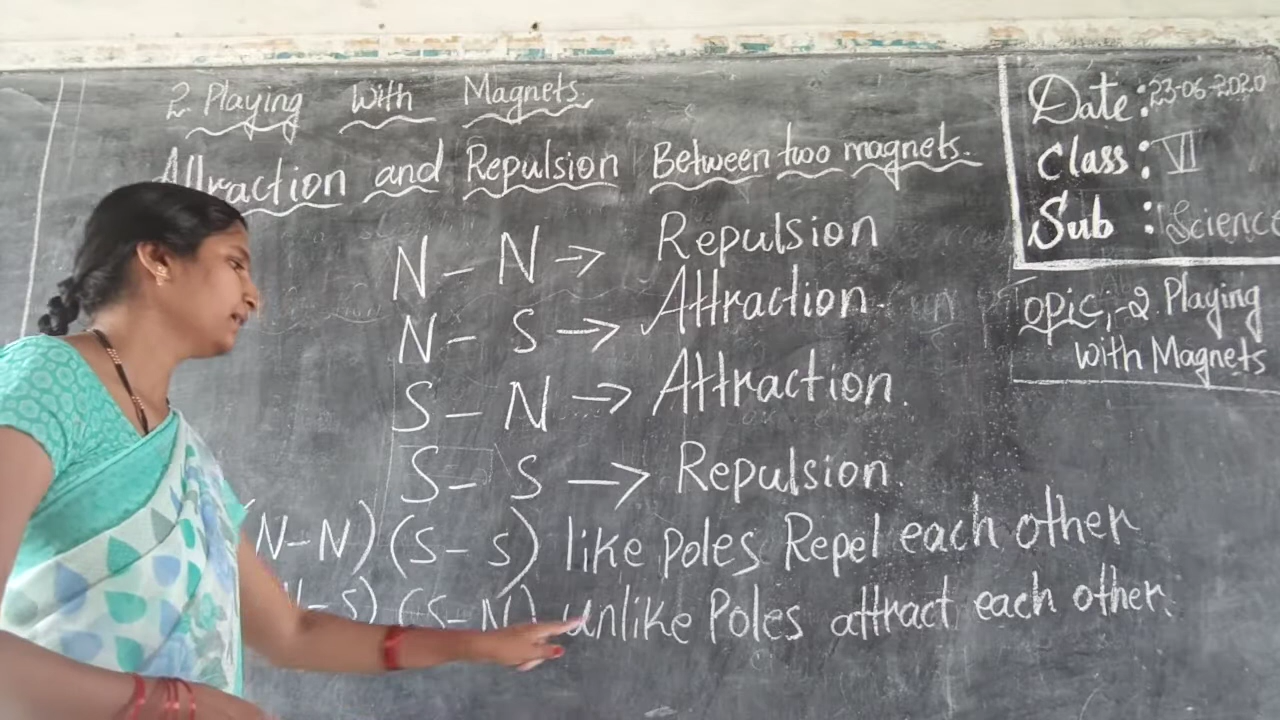 2. Playing With Magnets.
Attraction and Repulsion Between two magnets.
N - N → Repulsion
N - S → Attraction.
S - N → Attraction.
S - S → Repulsion.
(N-N) (S-S) like Poles Repel each other
N-S) (S-N) unlike Poles attract each other.
Date: 23-06-2020
Class: VI
Sub : Science
Topic;-2 Playing
with Magnets